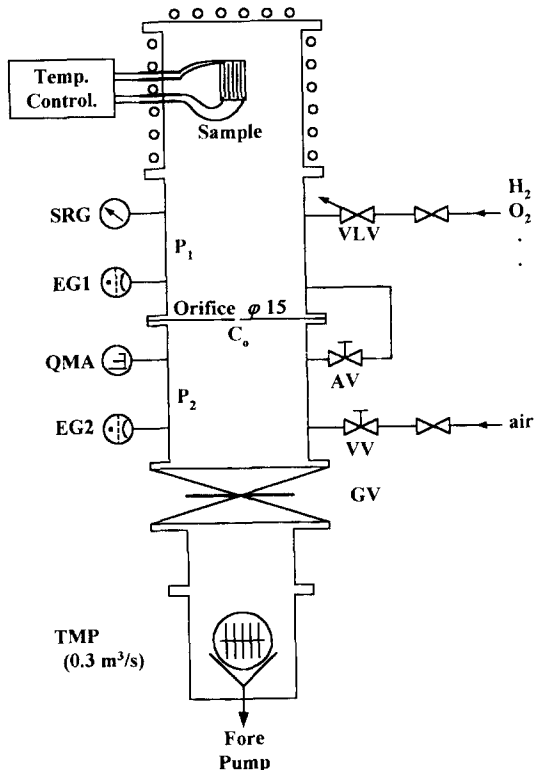 Temp.
Control.
Sample
H₂
O₂
.
.
SRG
VLV
P₁
EG1
Orifice φ 15
C₀
QMA
AV
P₂
EG2
VV
air
GV
TMP
(0.3 m³/s)
Fore
Pump